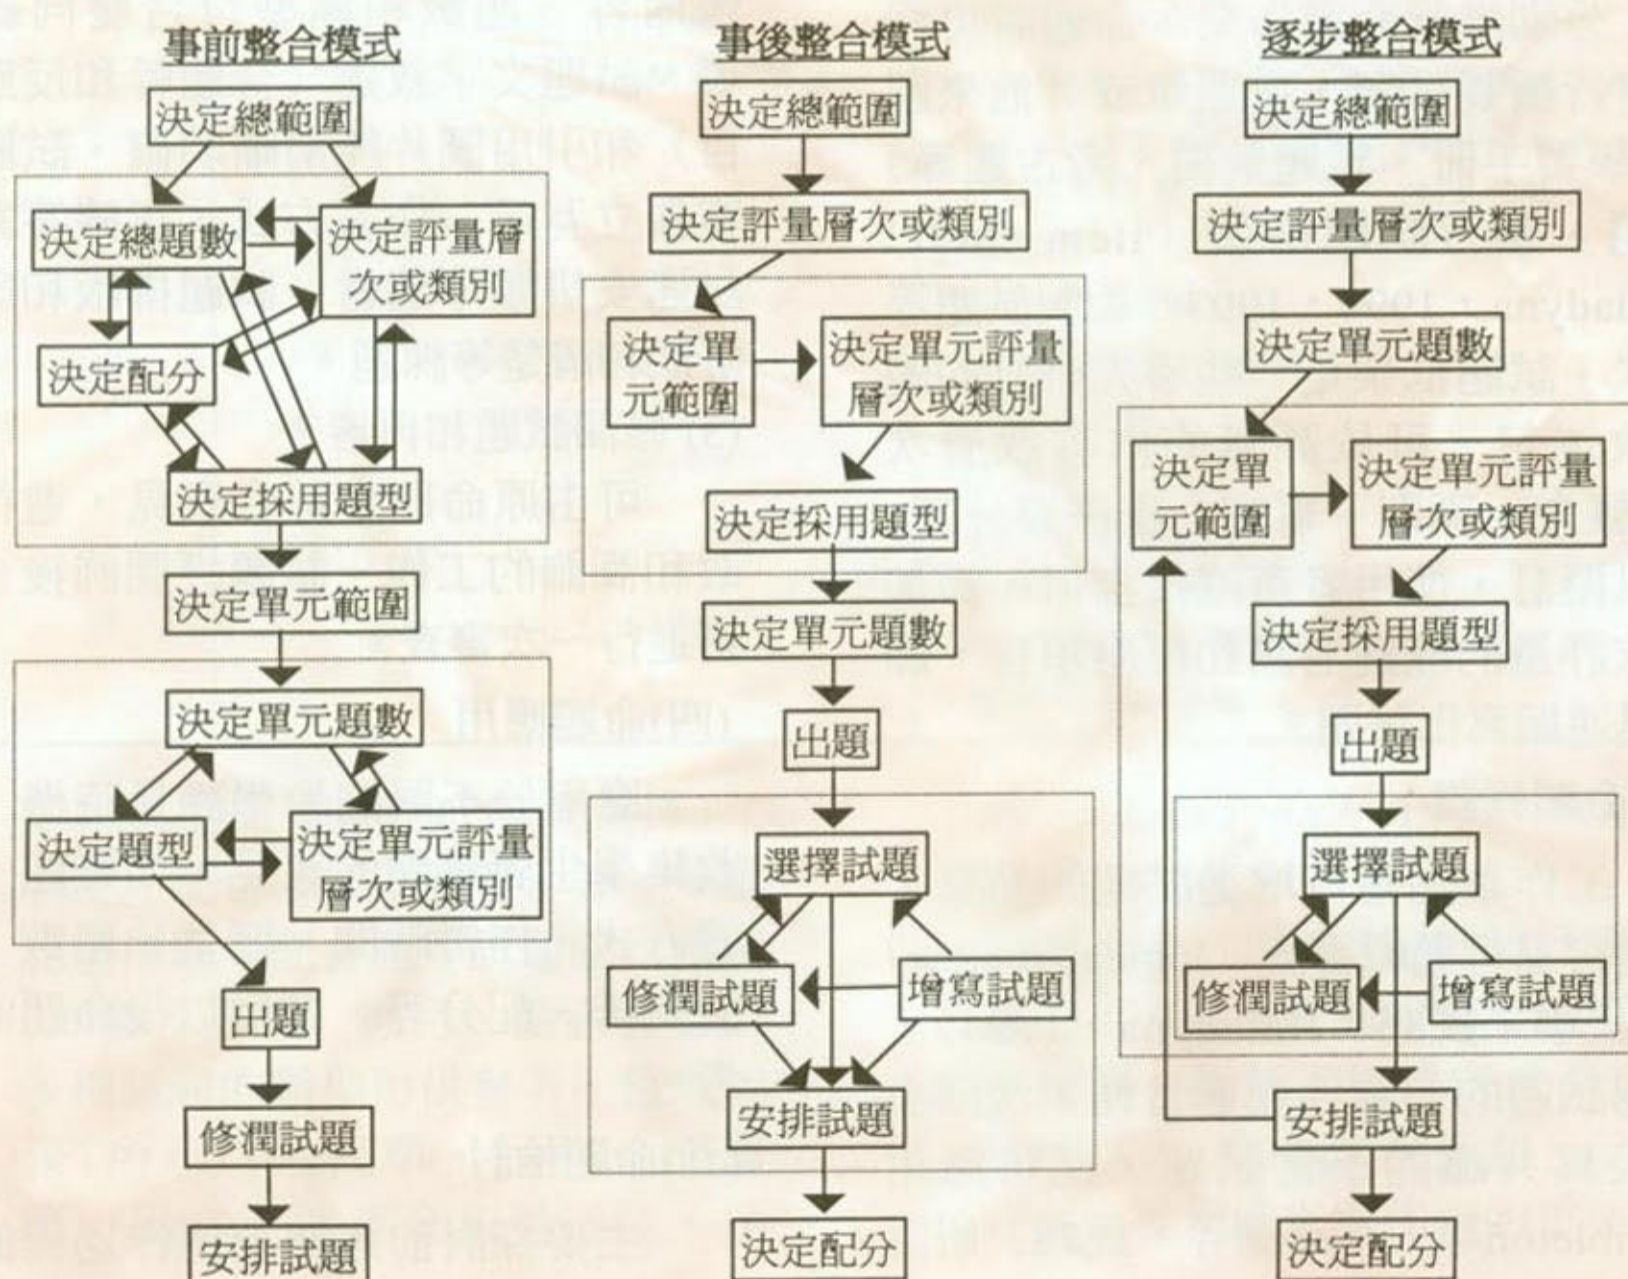 事前整合模式
決定總範圍
決定總題數
決定評量層
次或類別
決定配分
決定採用題型
決定單元範圍
決定單元題數
決定題型
決定單元評量
層次或類別
出題
修潤試題
安排試題
事後整合模式
決定總範圍
決定評量層次或類別
決定單
元範圍
決定單元評量
層次或類別
決定採用題型
決定單元題數
出題
選擇試題
修潤試題
增寫試題
安排試題
決定配分
逐步整合模式
決定總範圍
決定評量層次或類別
決定單元題數
決定單
元範圍
決定單元評量
層次或類別
決定採用題型
出題
選擇試題
修潤試題
增寫試題
安排試題
決定配分